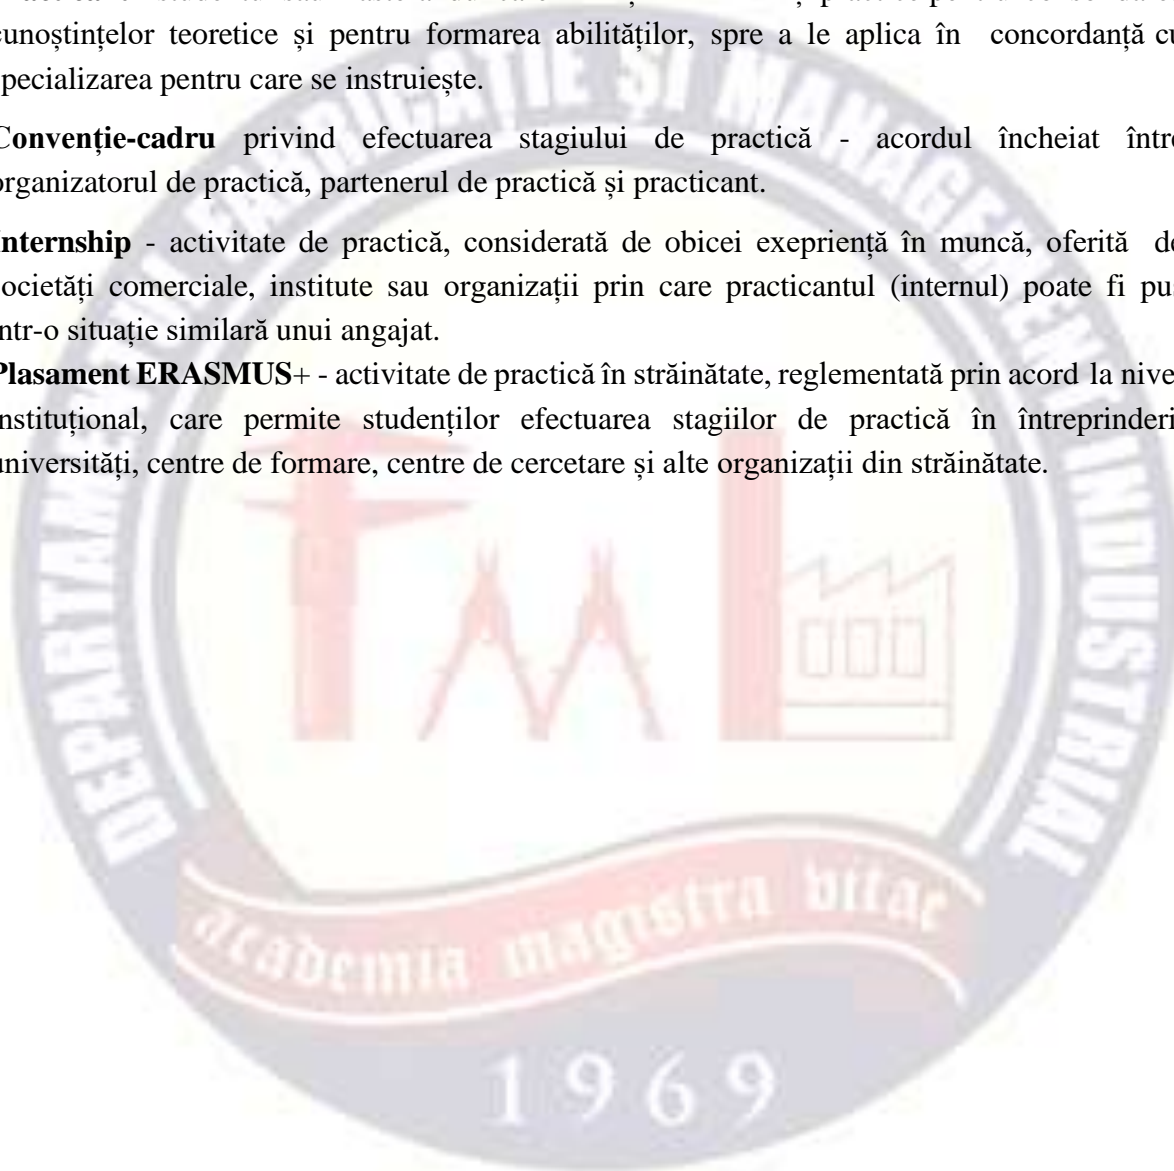 cunoștințelor teoretice și pentru formarea abilităților, spre a le aplica în concordanță cu
specializarea pentru care se instruiește.
Convenție-cadru privind efectuarea stagiului de practică - acordul încheiat între
organizatorul de practică, partenerul de practică și practicant.
Internship - activitate de practică, considerată de obicei exepriență în muncă, oferită de
societăți comerciale, institute sau organizații prin care practicantul (internul) poate fi pus
într-o situație similară unui angajat.
Plasament ERASMUS+ - activitate de practică în străinătate, reglementată prin acord la nivel
instituțional, care permite studenților efectuarea stagiilor de practică în întreprinderi,
universități, centre de formare, centre de cercetare și alte organizații din străinătate.
FABRICAȚIE ȘI MANAGEMENT INDUSTRIAL
academia magistra vitae
1969